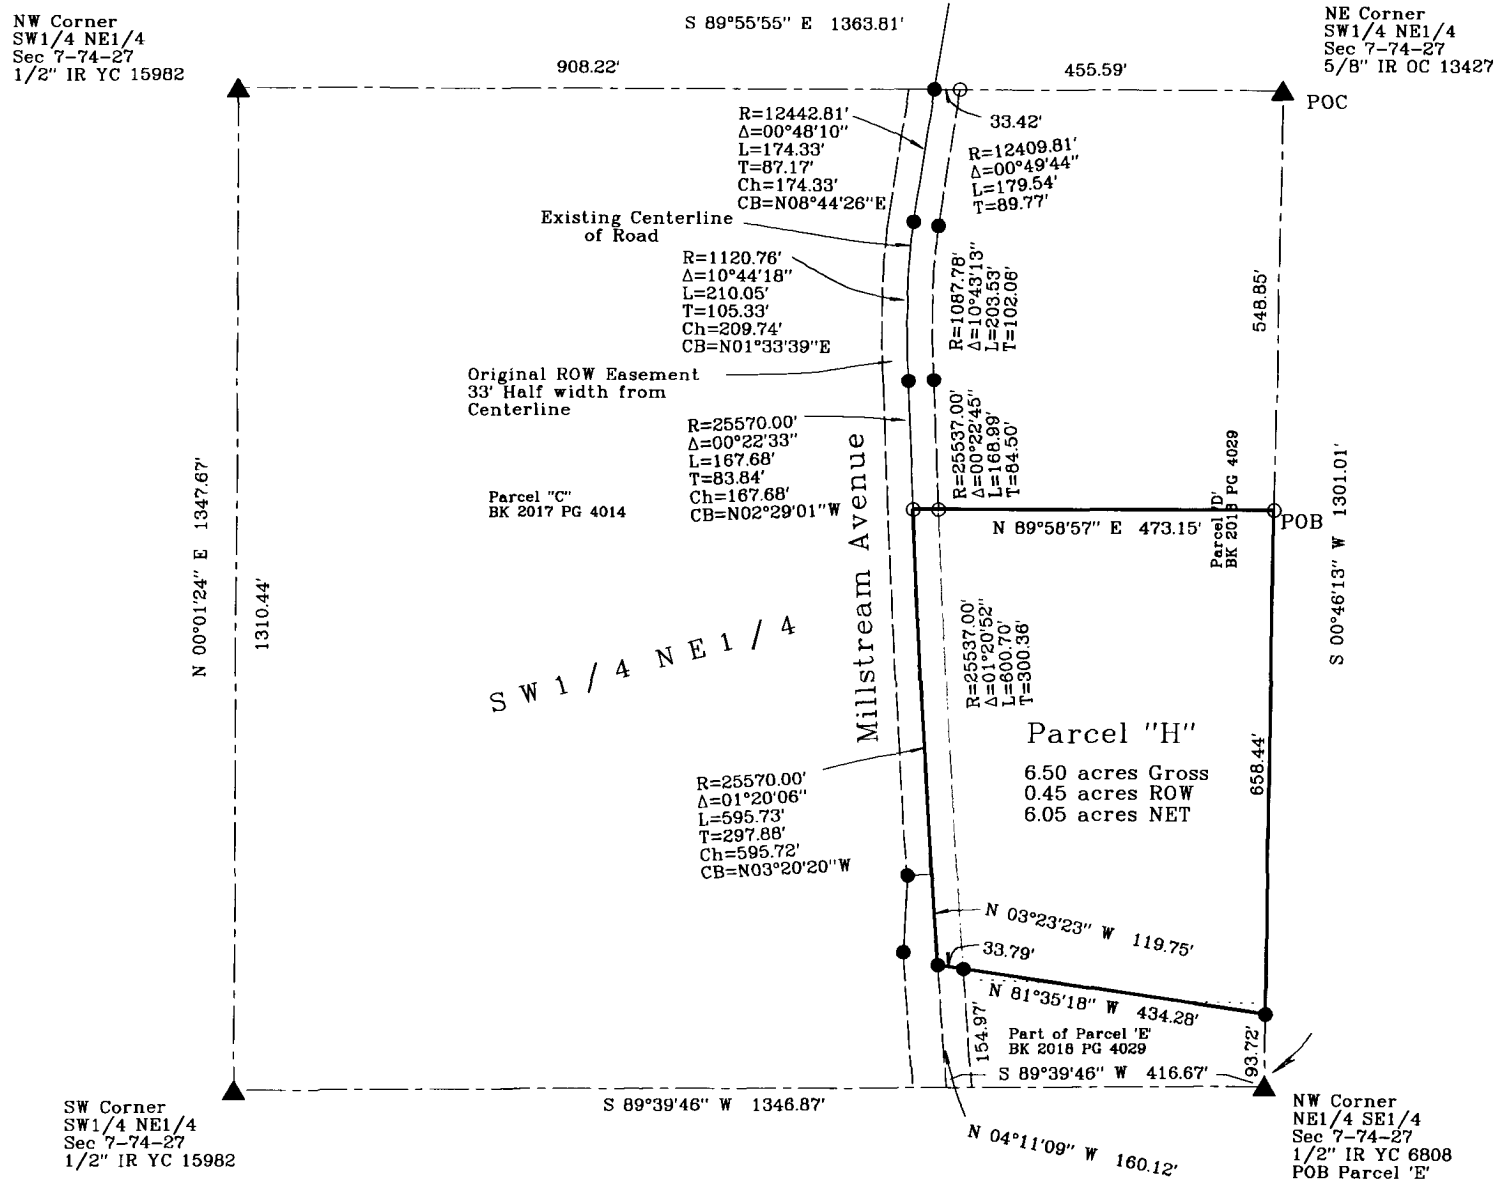 NW Corner
SW1/4 NE1/4
Sec 7-74-27
1/2" IR YC 15982
S 89°55'55" E 1363.81'
NE Corner
SW1/4 NE1/4
Sec 7-74-27
5/8" IR OC 13427
POC
908.22'
455.59'
33.42'
R=12442.81'
Δ=00°48'10"
L=174.33'
T=87.17'
Ch=174.33'
CB=N08°44'26"E
R=12409.81'
Δ=00°49'44"
L=179.54'
T=89.77'
Existing Centerline
of Road
R=1120.76'
Δ=10°44'18"
L=210.05'
T=105.33'
Ch=209.74'
CB=N01°33'39"E
R=1087.78'
Δ=10°43'13"
L=203.53'
T=102.08'
548.85'
Original ROW Easement
33' Half width from
Centerline
R=25570.00'
Δ=00°22'33"
L=167.68'
T=83.84'
Ch=167.68'
CB=N02°29'01"W
R=25537.00'
Δ=00°22'45"
L=168.99'
T=84.50'
Parcel "C"
BK 2017 PG 4014
Parcel 'D'
BK 2018 PG 4029
N 00°01'24" E 1347.67'
1310.44'
S 00°46'13" W 1301.01'
N 89°58'57" E 473.15'
POB
Millstream Avenue
SW1/4 NE1/4
R=25537.00'
Δ=01°20'52"
L=600.70'
T=300.36'
Parcel "H"
6.50 acres Gross
0.45 acres ROW
6.05 acres NET
658.44'
R=25570.00'
Δ=01°20'06"
L=595.73'
T=297.88'
Ch=595.72'
CB=N03°20'20"W
N 03°23'23" W 119.75'
33.79'
N 81°35'18" W 434.28'
154.97'
Part of Parcel 'E'
BK 2018 PG 4029
93.72'
S 89°39'46" W 416.67'
S 89°39'46" W 1346.87'
N 04°11'09" W 160.12'
SW Corner
SW1/4 NE1/4
Sec 7-74-27
1/2" IR YC 15982
NW Corner
NE1/4 SE1/4
Sec 7-74-27
1/2" IR YC 6808
POB Parcel 'E'